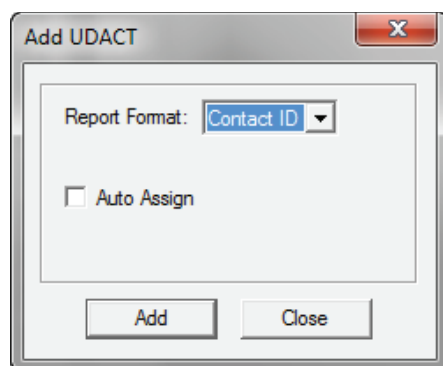 Add UDACT
Report Format: Contact ID
Auto Assign
Add Close